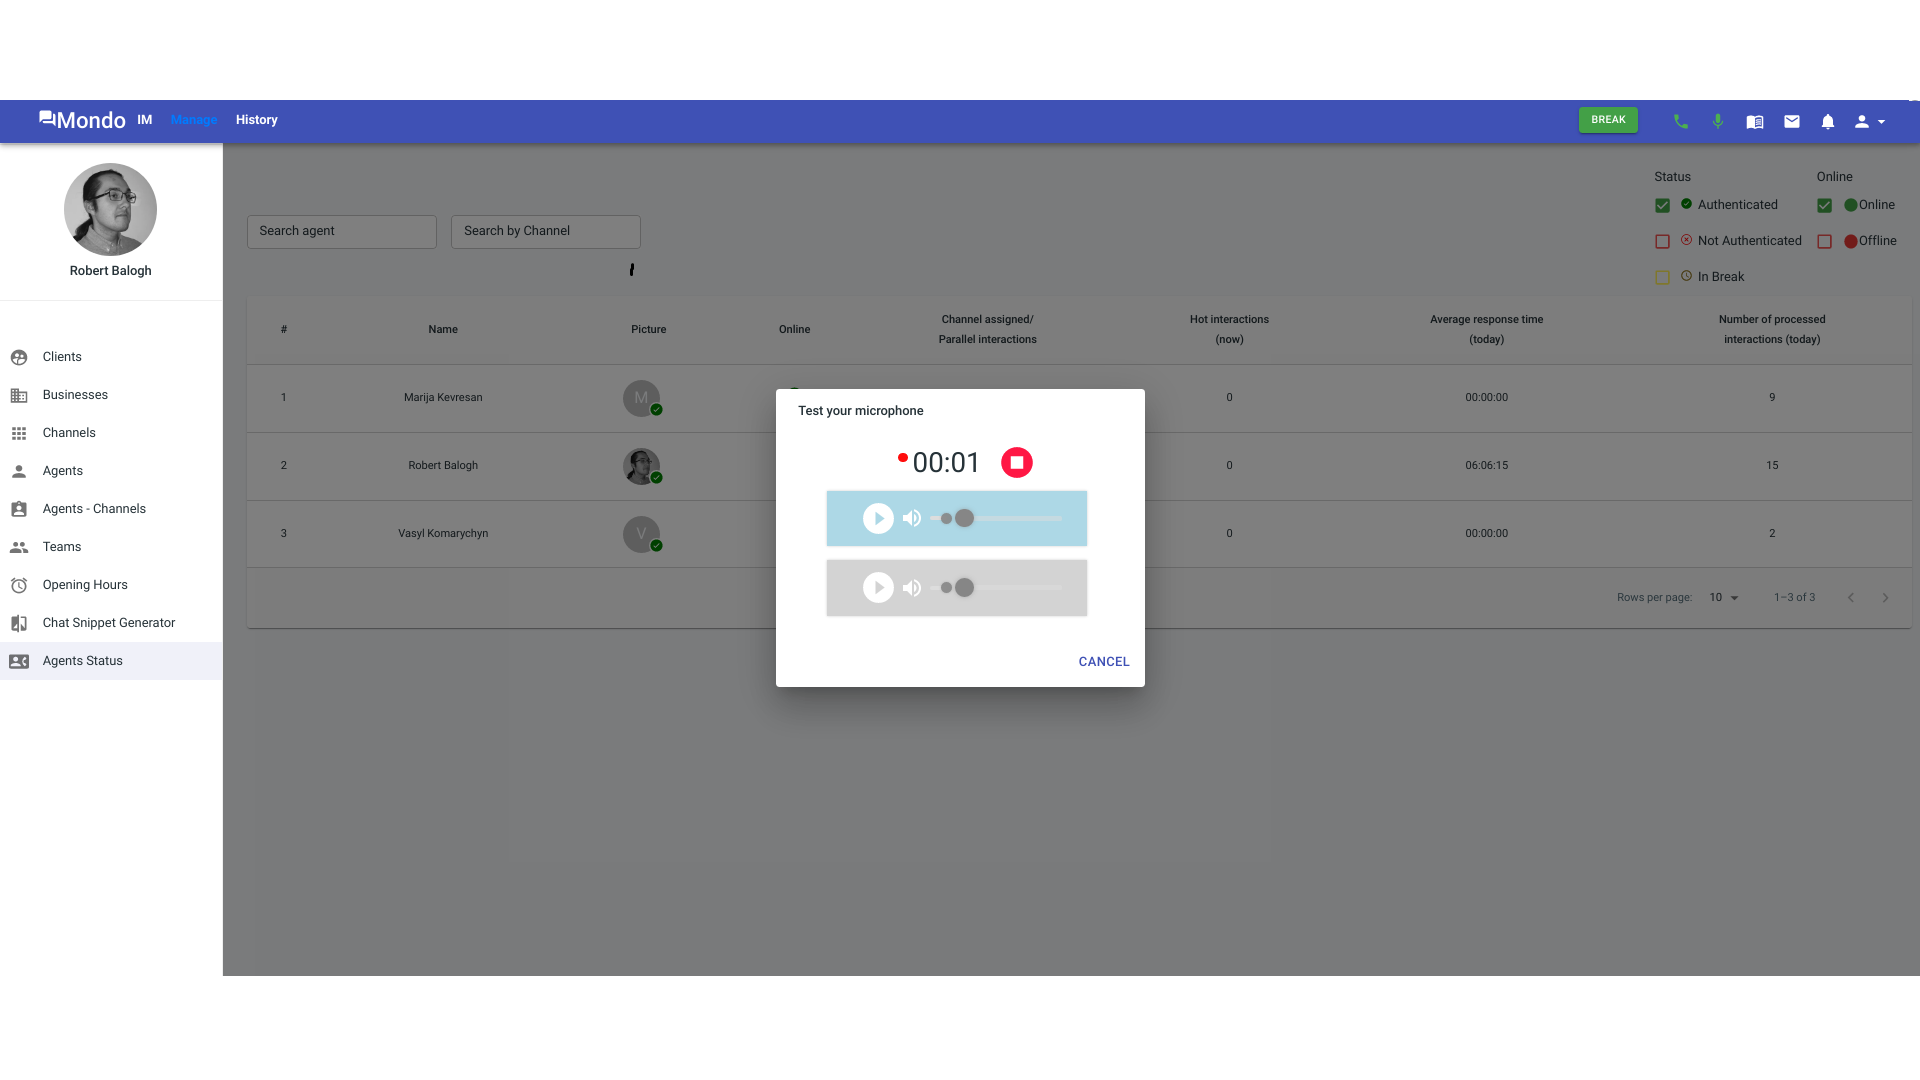 Mondo IM Manage History BREAK
Robert Balogh
Clients
Businesses
Channels
Agents
Agents - Channels
Teams
Opening Hours
Chat Snippet Generator
Agents Status
Search agent Search by Channel
Status Online
Authenticated Online
Not Authenticated Offline
In Break
# Name Picture Online Channel assigned/ Hot interactions Average response time Number of processed
Parallel interactions (now) (today) interactions (today)
1 Marija Kevresan M 0 00:00:00 9
2 Robert Balogh 0 06:06:15 15
3 Vasyl Komarychyn V 0 00:00:00 2
Rows per page: 10 1–3 of 3
Test your microphone
00:01
CANCEL